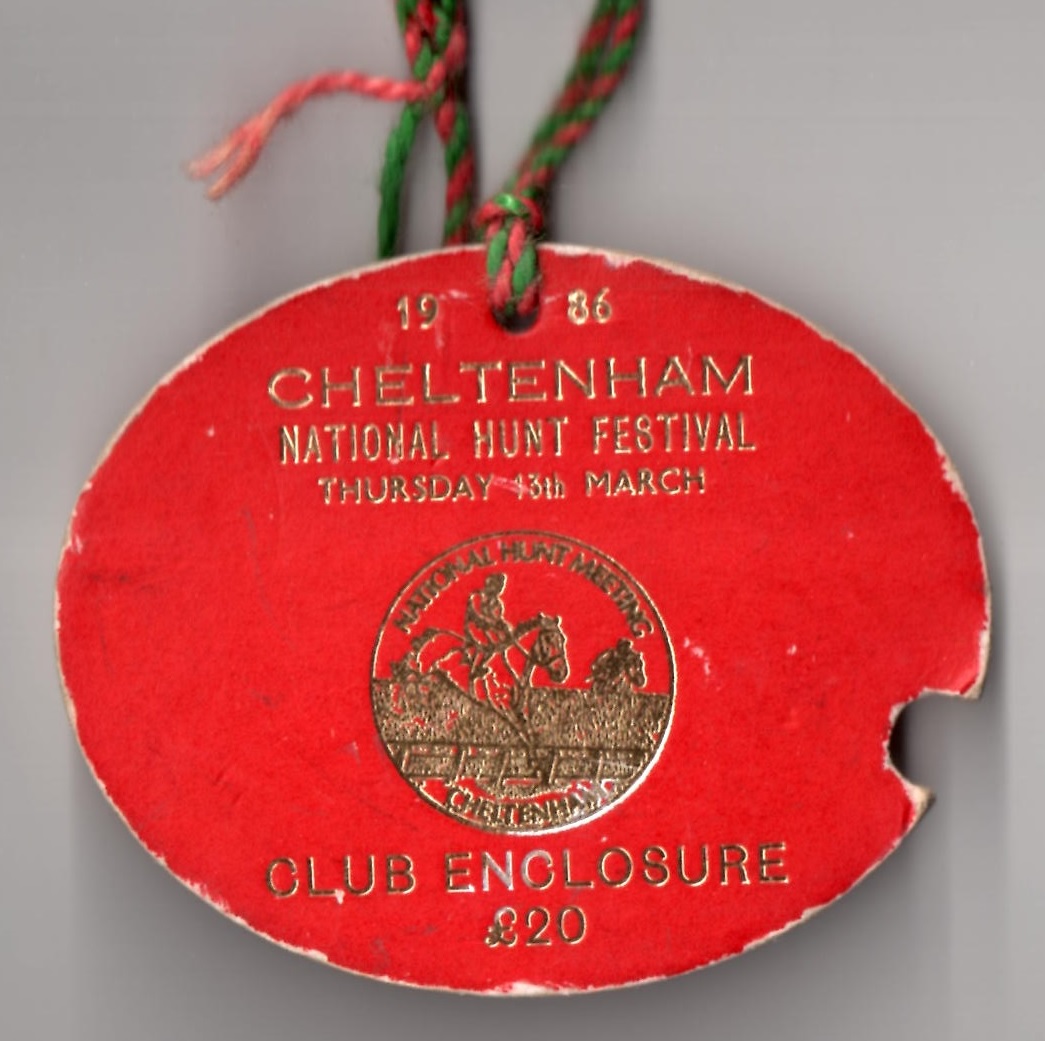 19 86
CHELTENHAM
NATIONAL HUNT FESTIVAL
THURSDAY 13th MARCH
NATIONAL HUNT MEETING
CHELTENHAM
CLUB ENCLOSURE
£20